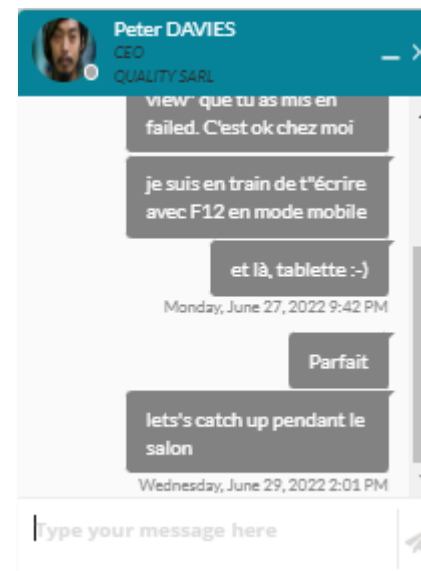 Peter DAVIES
CEO
QUALITY SARL
view" que tu as mis en
failed. C'est ok chez moi
je suis en train de t"écrire
avec F12 en mode mobile
et là, tablette :-)
Monday, June 27, 2022 9:42 PM
Parfait
lets's catch up pendant le
salon
Wednesday, June 29, 2022 2:01 PM
Type your message here